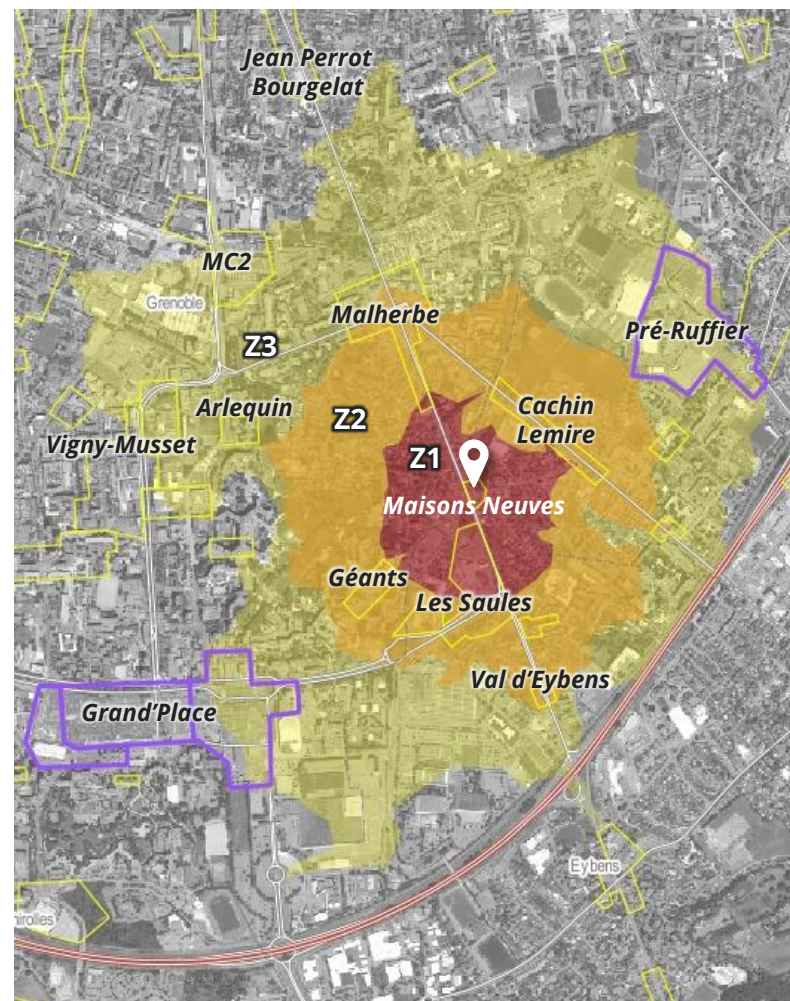 Jean Perrot
Bourgelat
MC2
Grenoble
Malherbe
Pré-Ruffier
Z3
Arlequin
Z2
Cachin
Lemire
Vigny-Musset
Z1
Maisons Neuves
Géants
Les Saules
Val d'Eybens
Grand'Place
Eybens
irolles